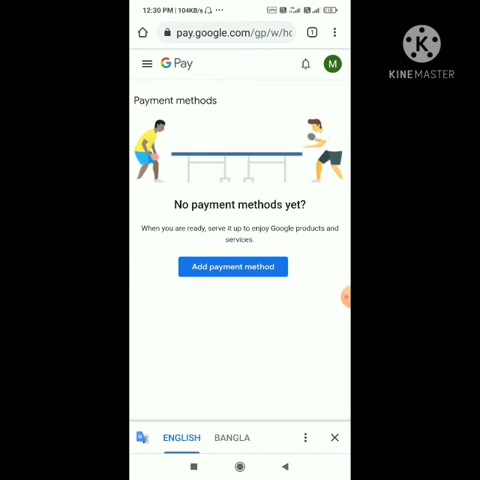 12:30 PM | 104KB/s
pay.google.com/gp/w/hc
1
G Pay
M
Payment methods
No payment methods yet?
When you are ready, serve it up to enjoy Google products and
services.
Add payment method
ENGLISH BANGLA
K
KINEMASTER